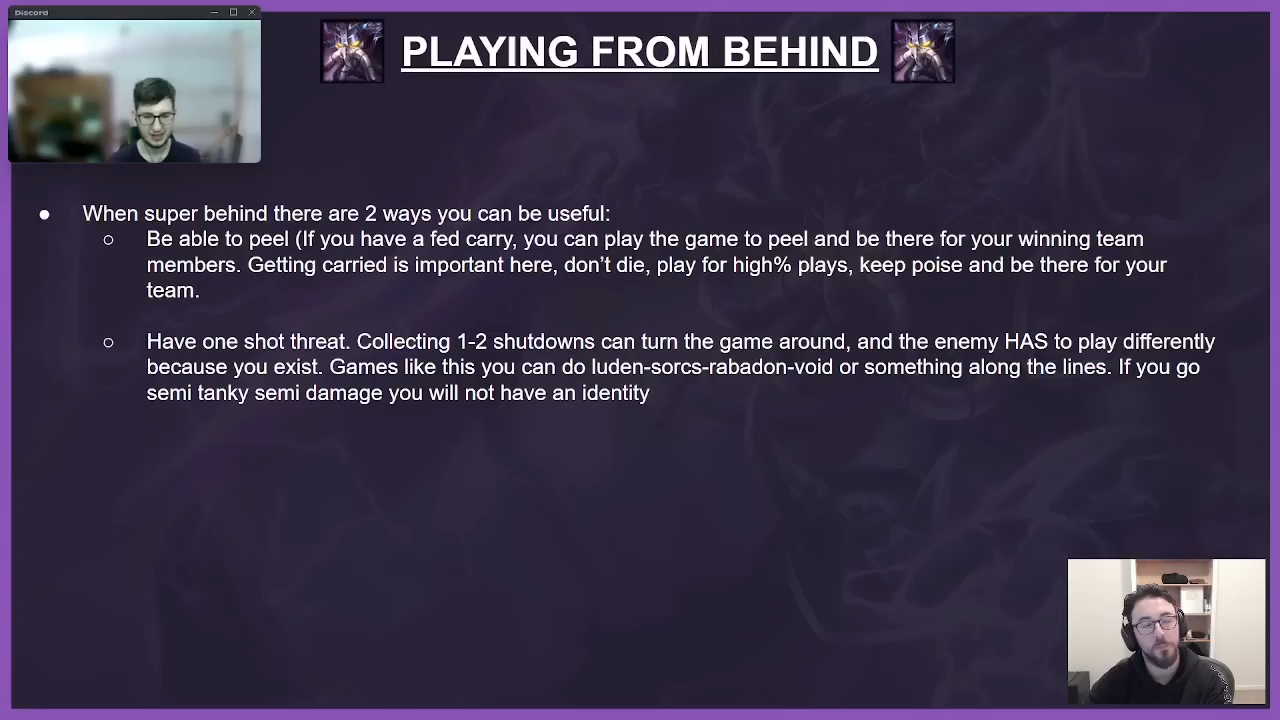 Discord
PLAYING FROM BEHIND
● When super behind there are 2 ways you can be useful:
○ Be able to peel (If you have a fed carry, you can play the game to peel and be there for your winning team
members. Getting carried is important here, don’t die, play for high% plays, keep poise and be there for your
team.
○ Have one shot threat. Collecting 1-2 shutdowns can turn the game around, and the enemy HAS to play differently
because you exist. Games like this you can do luden-sorcs-rabadon-void or something along the lines. If you go
semi tanky semi damage you will not have an identity